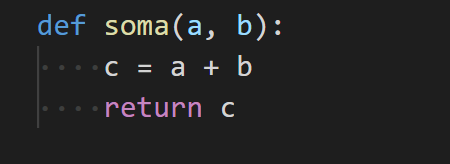 def soma(a, b):
    c = a + b
    return c